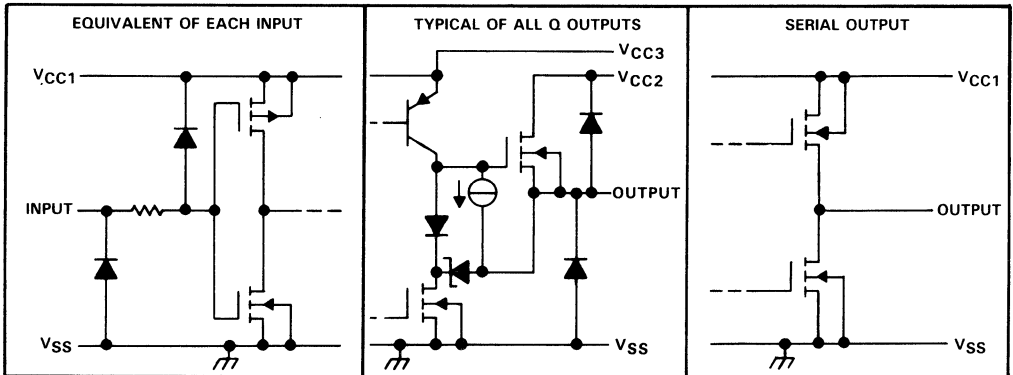 EQUIVALENT OF EACH INPUT
VCC1
INPUT
VSS
TYPICAL OF ALL Q OUTPUTS
VCC3
VCC2
OUTPUT
VSS
SERIAL OUTPUT
VCC1
OUTPUT
VSS